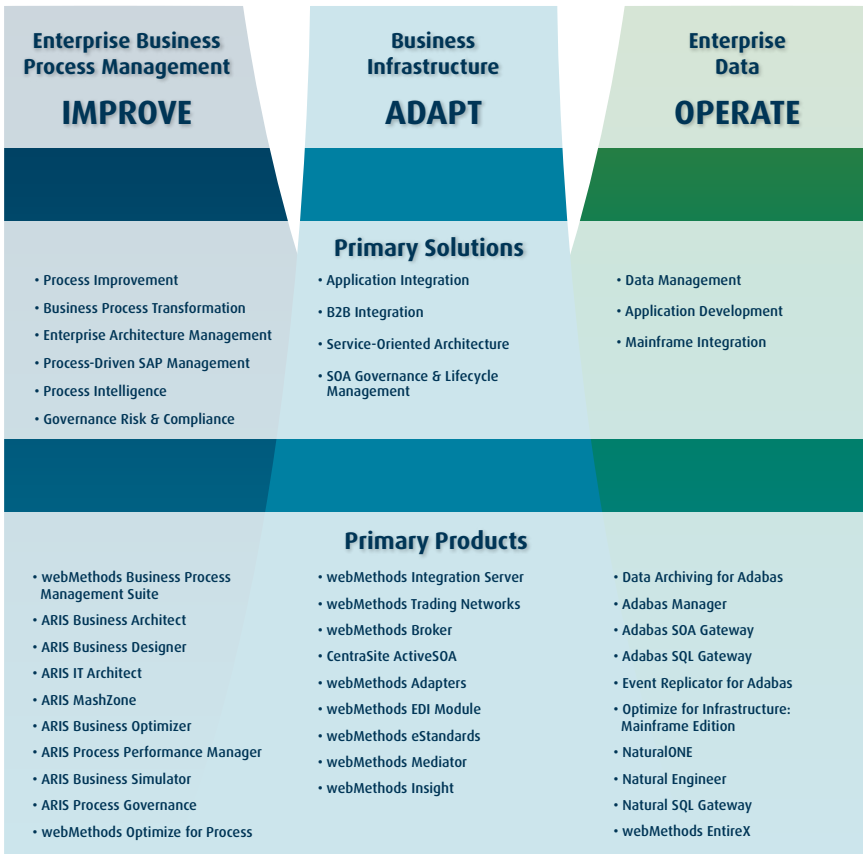 Enterprise Business
Process Management
IMPROVE
Business
Infrastructure
ADAPT
Enterprise
Data
OPERATE
Primary Solutions
• Process Improvement
• Business Process Transformation
• Enterprise Architecture Management
• Process-Driven SAP Management
• Process Intelligence
• Governance Risk & Compliance
• Application Integration
• B2B Integration
• Service-Oriented Architecture
• SOA Governance & Lifecycle
Management
• Data Management
• Application Development
• Mainframe Integration
Primary Products
• webMethods Business Process
Management Suite
• ARIS Business Architect
• ARIS Business Designer
• ARIS IT Architect
• ARIS MashZone
• ARIS Business Optimizer
• ARIS Process Performance Manager
• ARIS Business Simulator
• ARIS Process Governance
• webMethods Optimize for Process
• webMethods Integration Server
• webMethods Trading Networks
• webMethods Broker
• CentraSite ActiveSOA
• webMethods Adapters
• webMethods EDI Module
• webMethods eStandards
• webMethods Mediator
• webMethods Insight
• Data Archiving for Adabas
• Adabas Manager
• Adabas SOA Gateway
• Adabas SQL Gateway
• Event Replicator for Adabas
• Optimize for Infrastructure:
Mainframe Edition
• NaturalONE
• Natural Engineer
• Natural SQL Gateway
• webMethods EntireX